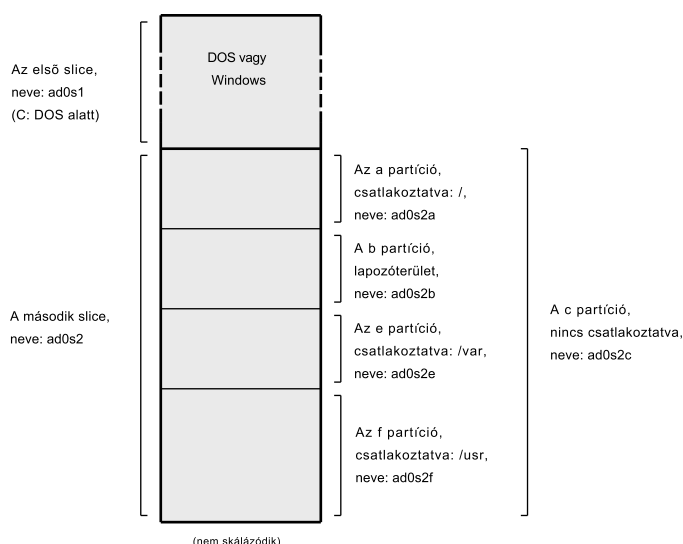 DOS vagy
Windows
Az elsõ slice,
neve: ad0s1
(C: DOS alatt)
Az a partíció,
csatlakoztatva: /,
neve: ad0s2a
A b partíció,
lapozóterület,
neve: ad0s2b
A második slice,
neve: ad0s2
Az e partíció,
csatlakoztatva: /var,
neve: ad0s2e
A c partíció,
nincs csatlakoztatva,
neve: ad0s2c
Az f partíció,
csatlakoztatva: /usr,
neve: ad0s2f
(nem skálázódik)